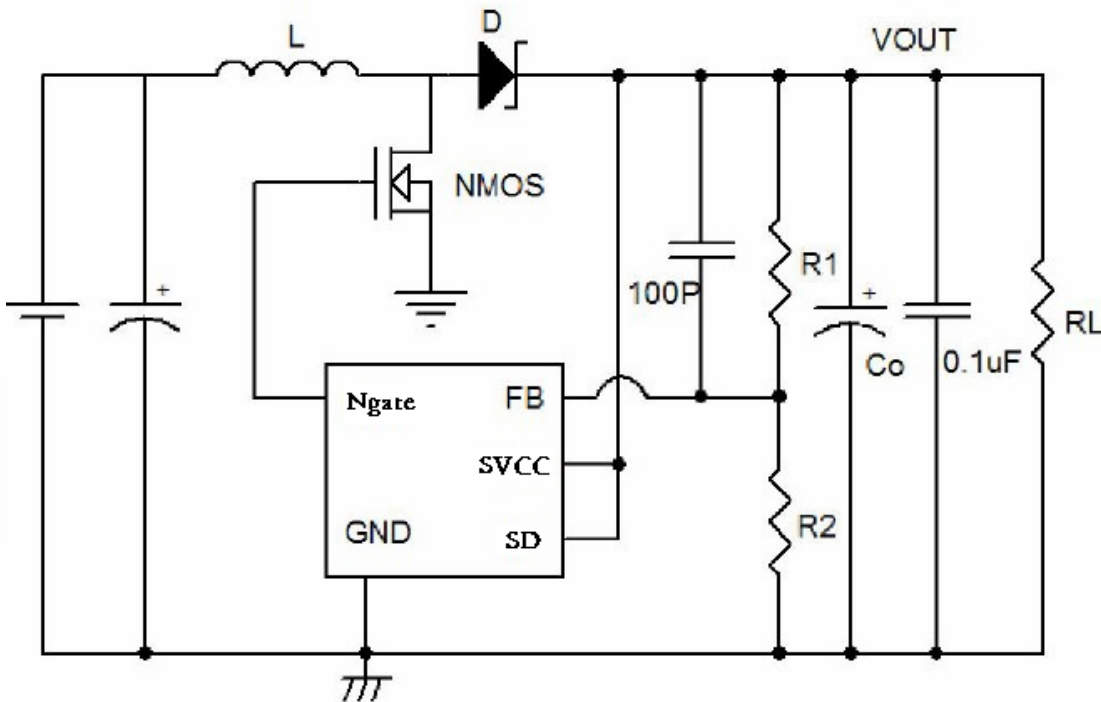 D
L
VOUT
NMOS
+
100P
R1
+
Co
0.1uF
RL
Ngate
FB
SVCC
GND
SD
R2